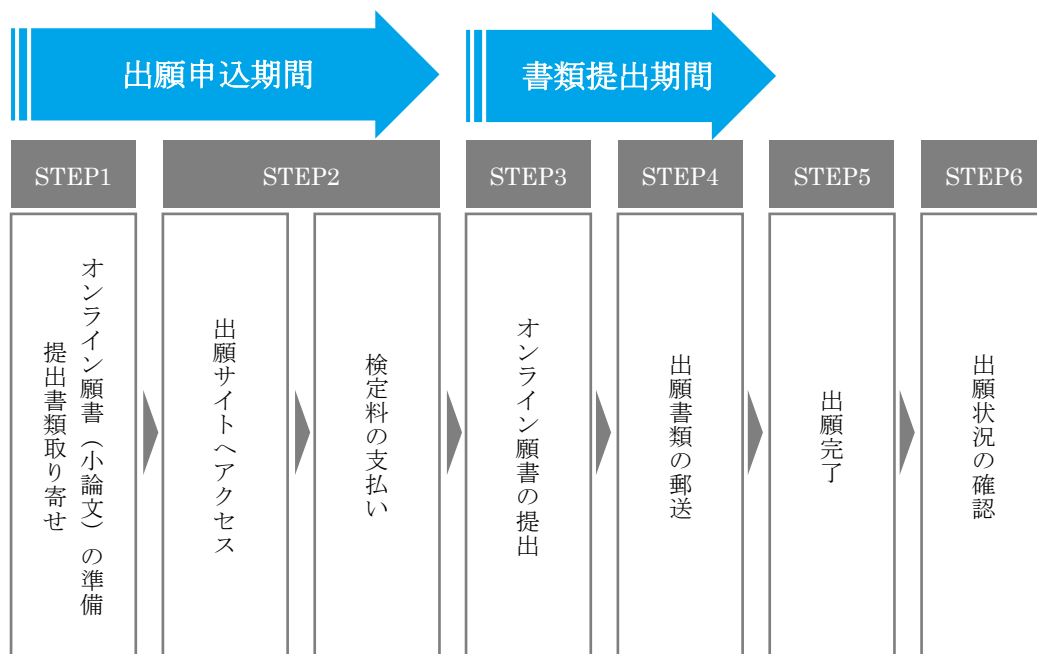 出願申込期間
書類提出期間
STEP1
STEP2
STEP3
STEP4
STEP5
STEP6
オンライン願書（小論文）の準備
提出書類取り寄せ
出願サイトへアクセス
検定料の支払い
オンライン願書の提出
出願書類の郵送
出願完了
出願状況の確認